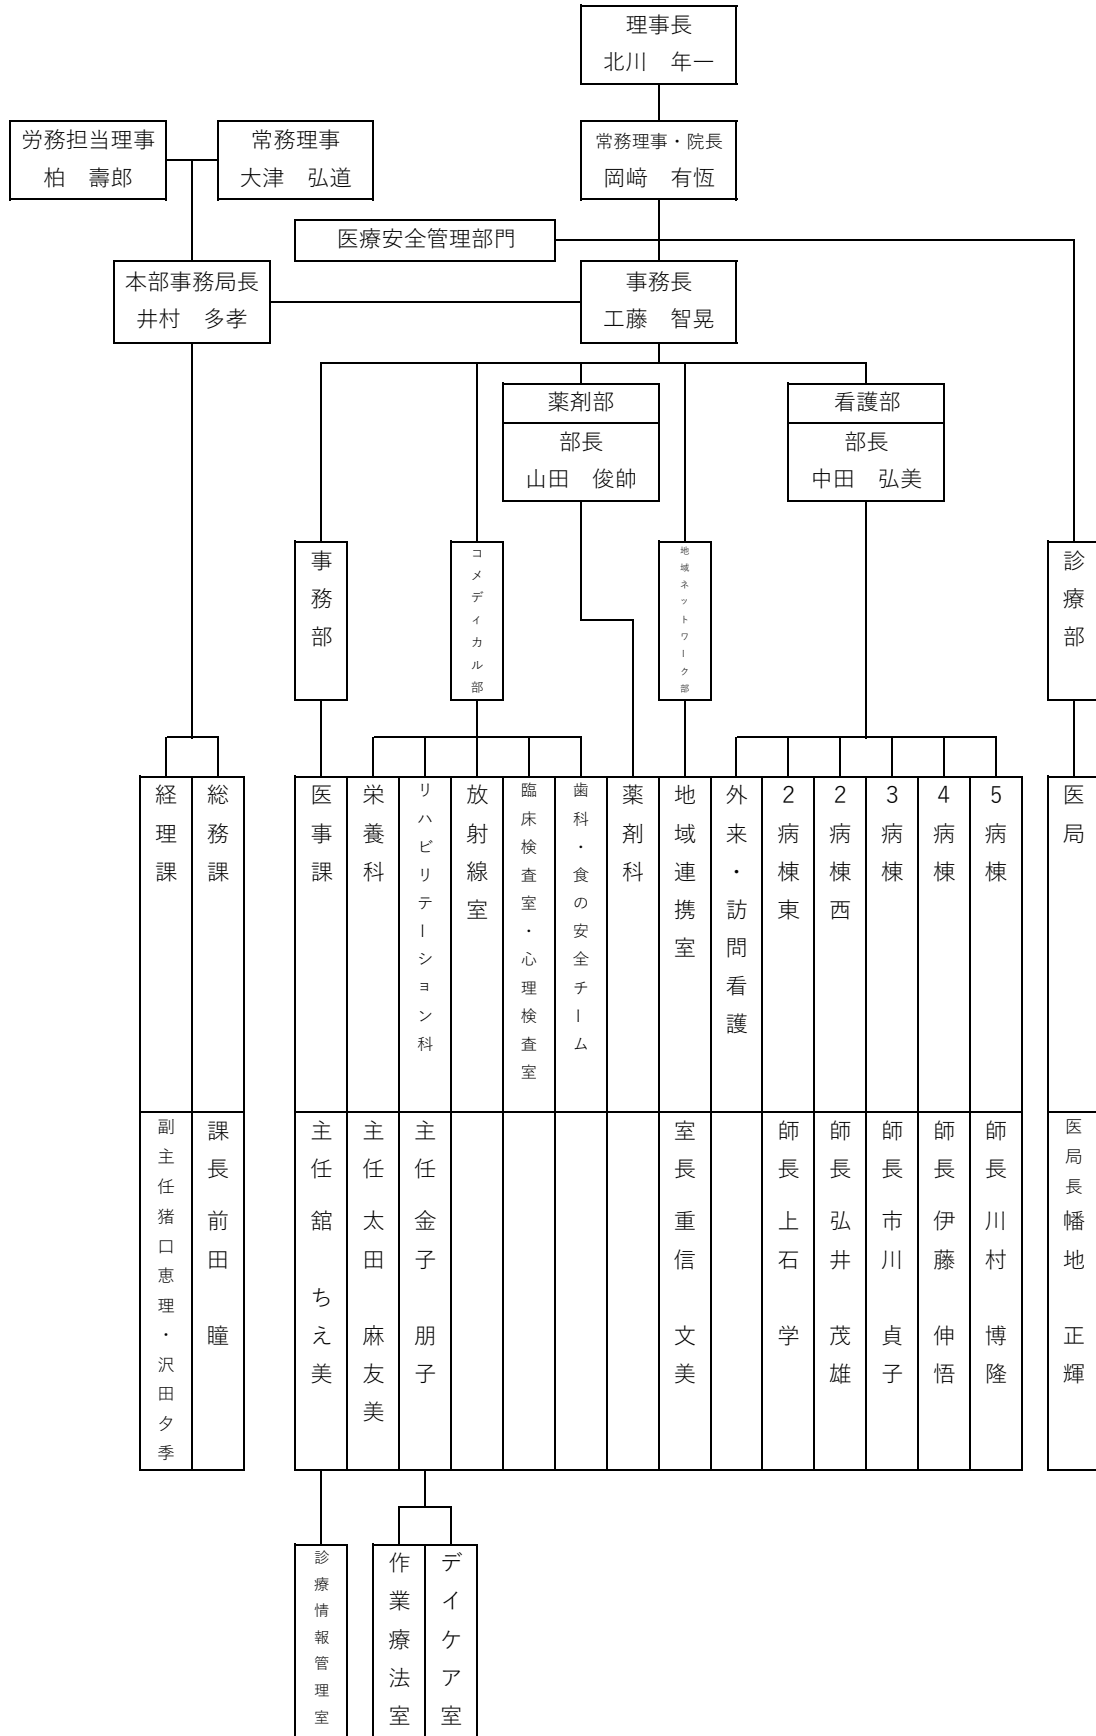 理事長
北川　年一
労務担当理事
柏　壽郎
常務理事
大津　弘道
常務理事・院長
岡﨑　有恆
医療安全管理部門
本部事務局長
井村　多孝
事務長
工藤　智晃
薬剤部
部長
山田　俊帥
看護部
部長
中田　弘美
事務部
コメディカル部
地域ネットワーク部
診療部
経理課
総務課
医事課
栄養科
リハビリテーション科
放射線室
臨床検査室・心理検査室
歯科・食の安全チーム
薬剤科
地域連携室
外来・訪問看護
2病棟東
2病棟西
3病棟
4病棟
5病棟
医局
副主任猪口恵理・沢田夕季
課長 前田　瞳
主任 舘　ちえ美
主任 太田　麻友美
主任 金子　朋子
室長 重信　文美
師長 上石　学
師長 弘井　茂雄
師長 市川　貞子
師長 伊藤　伸悟
師長 川村　博隆
医局長 幡地　正輝
診療情報管理室
作業療法室
デイケア室